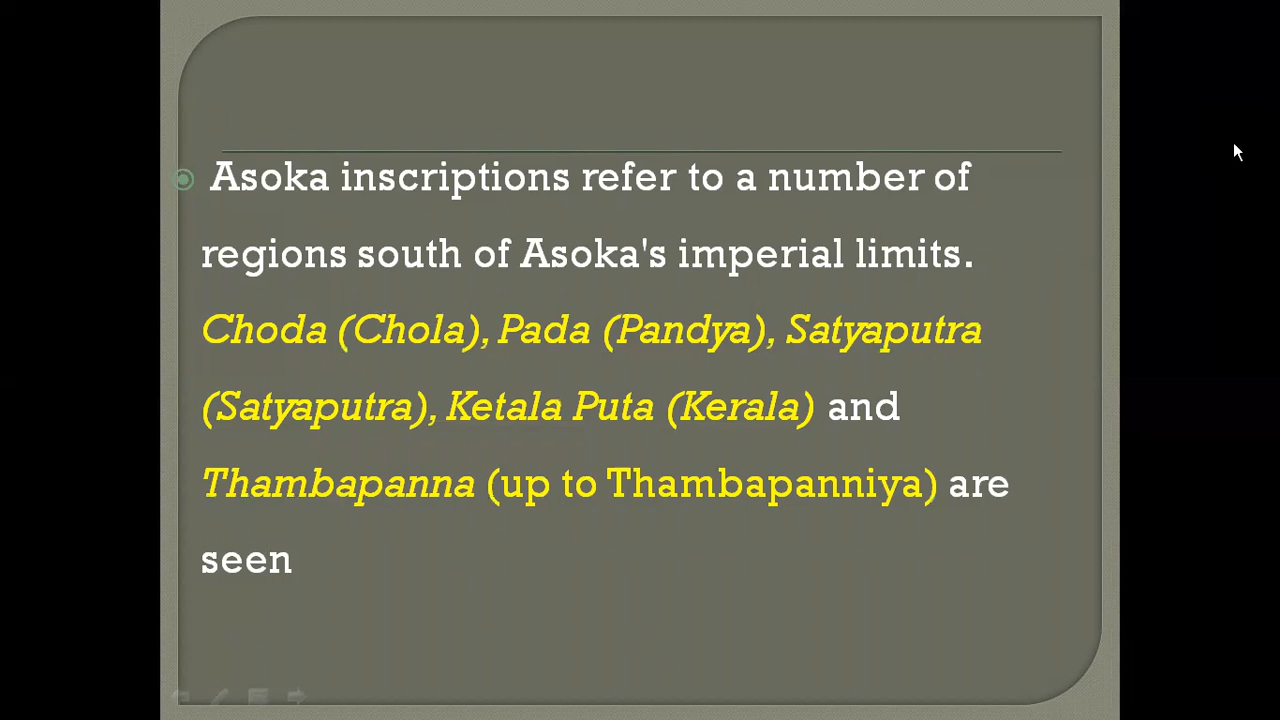 Asoka inscriptions refer to a number of
regions south of Asoka's imperial limits.
Choda (Chola), Pada (Pandya), Satyaputra
(Satyaputra), Ketala Puta (Kerala) and
Thambapanna (up to Thambapanniya) are
seen